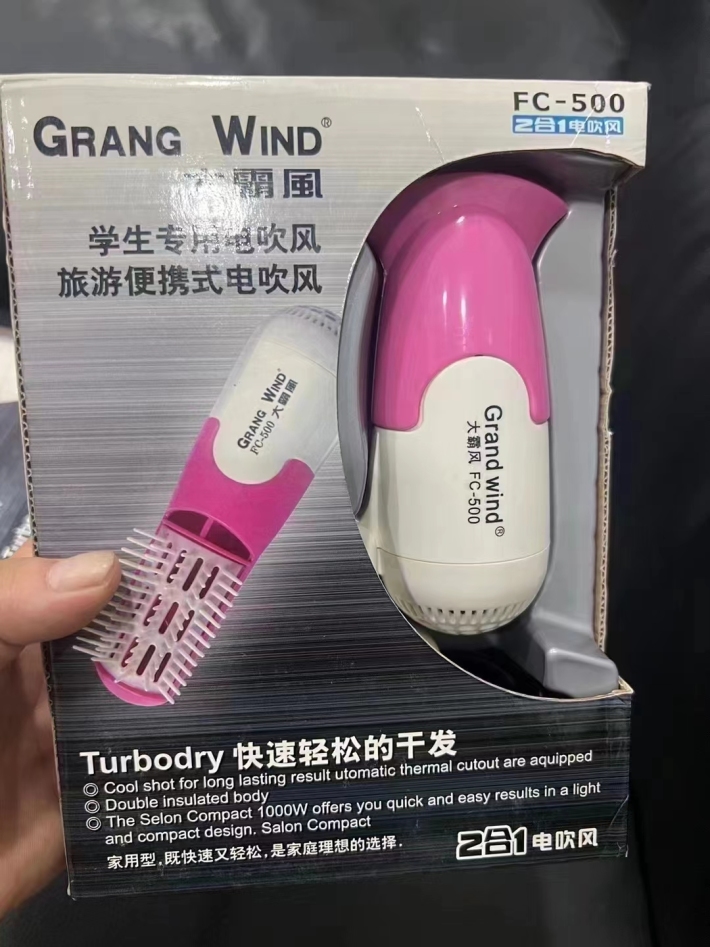 FC-500
2合1电吹风
GRANG WIND®
大霸風
学生专用电吹风
旅游便携式电吹风
GRANG WIND®
FC-500 大霸風
Grand wind®
大霸风 FC-500
Turbodry 快速轻松的干发
◎ Cool shot for long lasting result utomatic thermal cutout are aquipped
◎ Double insulated body
◎ The Selon Compact 1000W offers you quick and easy results in a light
and compact design. Salon Compact
家用型,既快速又轻松,是家庭理想的选择.
2合1电吹风